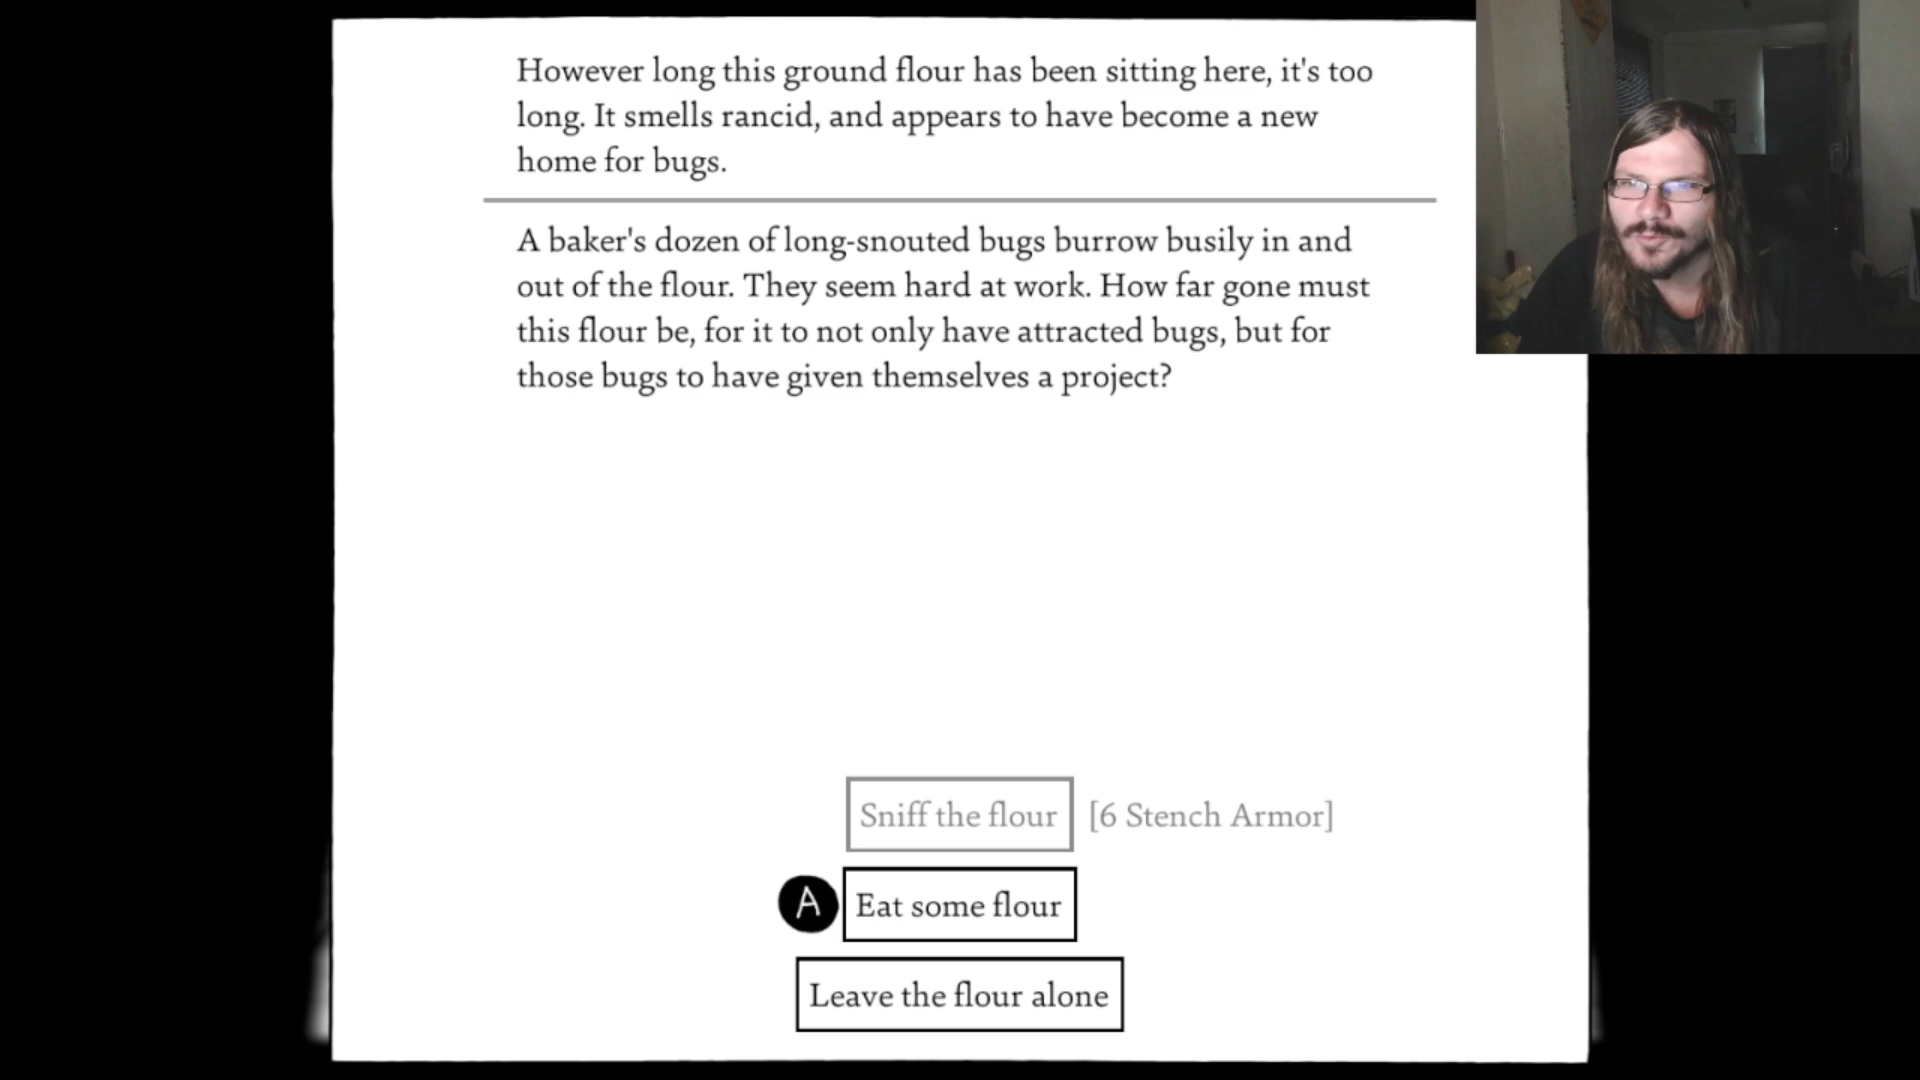 However long this ground flour has been sitting here, it's too
long. It smells rancid, and appears to have become a new
home for bugs.
A baker's dozen of long-snouted bugs burrow busily in and
out of the flour. They seem hard at work. How far gone must
this flour be, for it to not only have attracted bugs, but for
those bugs to have given themselves a project?
Sniff the flour [6 Stench Armor]
A Eat some flour
Leave the flour alone